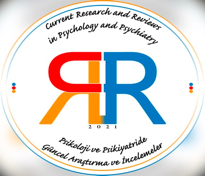 Current Research and Reviews
in Psychology and Psychiatry
RR
2021
Psikoloji ve Psikiyatride
Güncel Araştırma ve İncelemeler